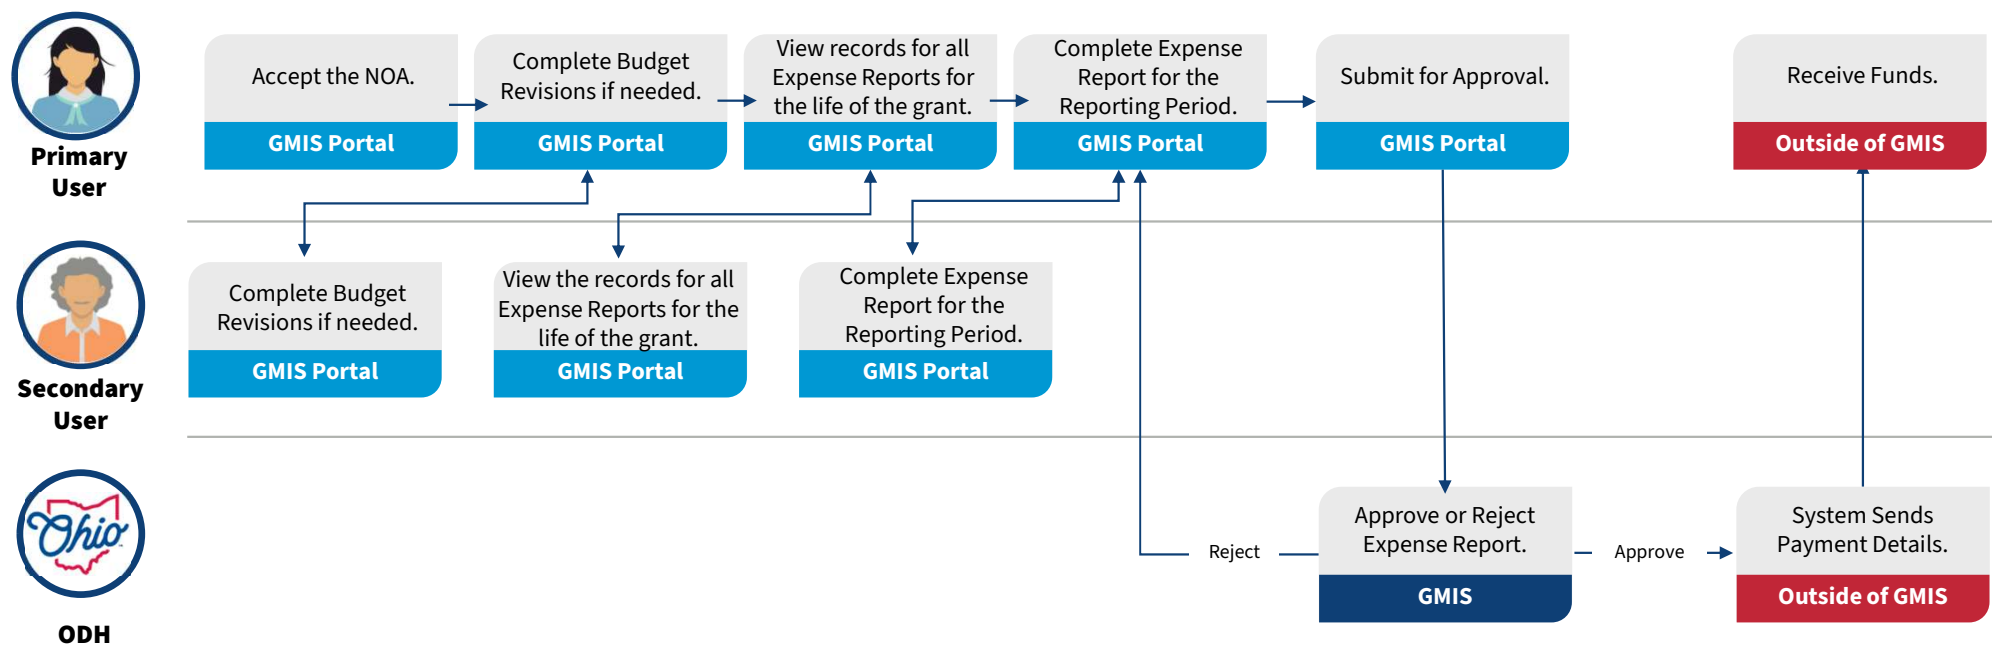 Primary
User
Accept the NOA.
GMIS Portal
Complete Budget
Revisions if needed.
GMIS Portal
View records for all
Expense Reports for
the life of the grant.
GMIS Portal
Complete Expense
Report for the
Reporting Period.
GMIS Portal
Submit for Approval.
GMIS Portal
Receive Funds.
Outside of GMIS
Secondary
User
Complete Budget
Revisions if needed.
GMIS Portal
View the records for all
Expense Reports for the
life of the grant.
GMIS Portal
Complete Expense
Report for the
Reporting Period.
GMIS Portal
Ohio
ODH
Reject
Approve or Reject
Expense Report.
GMIS
Approve
System Sends
Payment Details.
Outside of GMIS